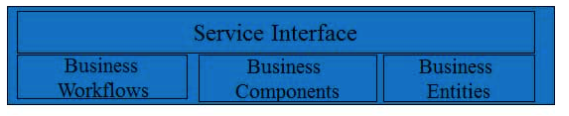 Service Interface
Business
Workflows
Business
Components
Business
Entities